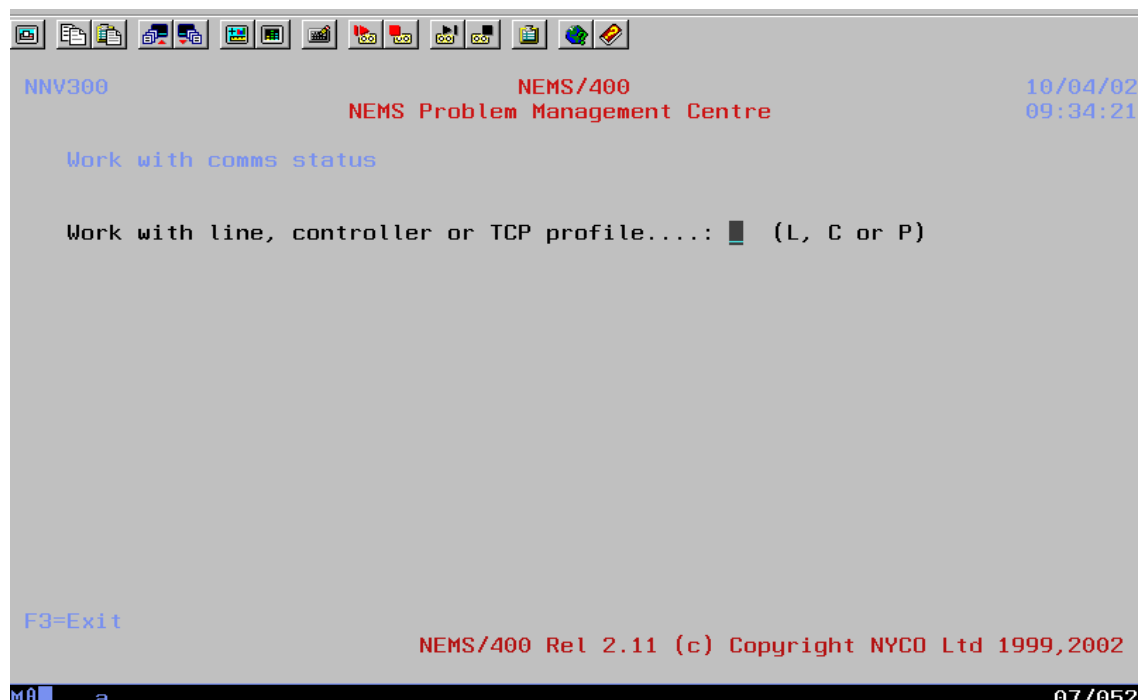 NNV300 NEMS/400 10/04/02
NEMS Problem Management Centre 09:34:21
Work with comms status
Work with line, controller or TCP profile....: _ (L, C or P)
F3=Exit
NEMS/400 Rel 2.11 (c) Copyright NYCO Ltd 1999,2002
MA a 07/052